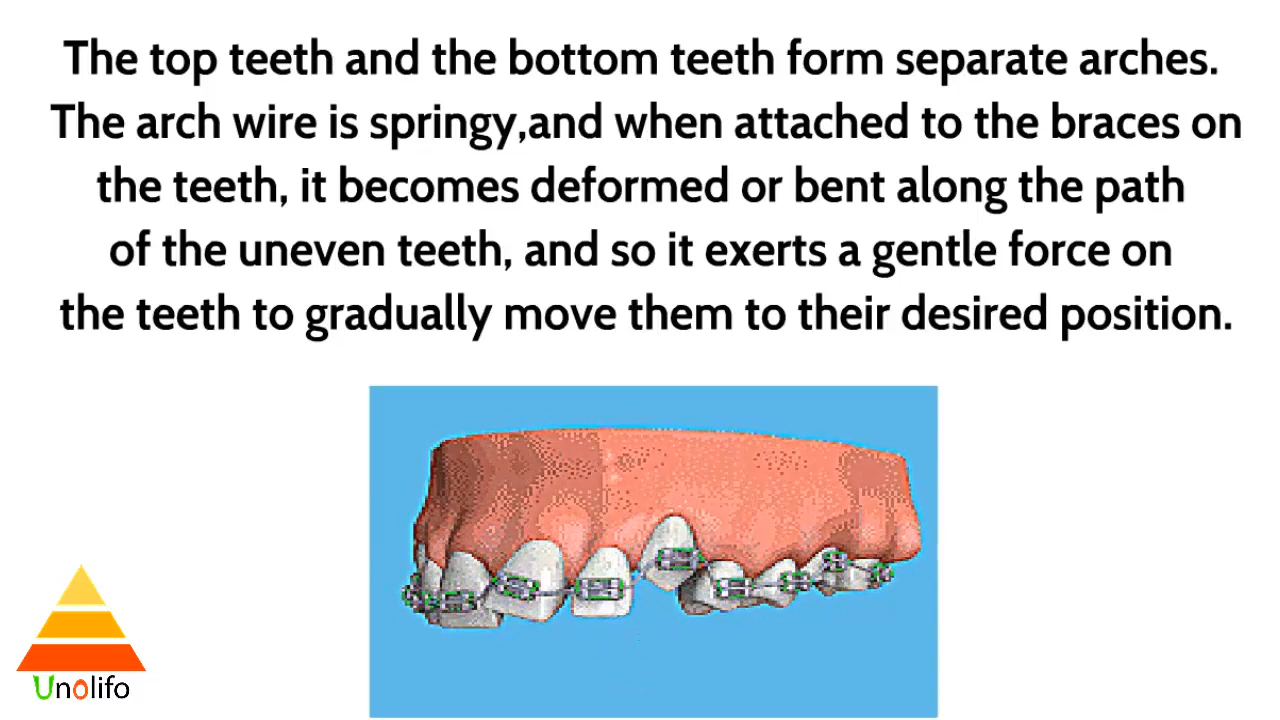 The top teeth and the bottom teeth form separate arches.
The arch wire is springy,and when attached to the braces on
the teeth, it becomes deformed or bent along the path
of the uneven teeth, and so it exerts a gentle force on
the teeth to gradually move them to their desired position.
Unolifo